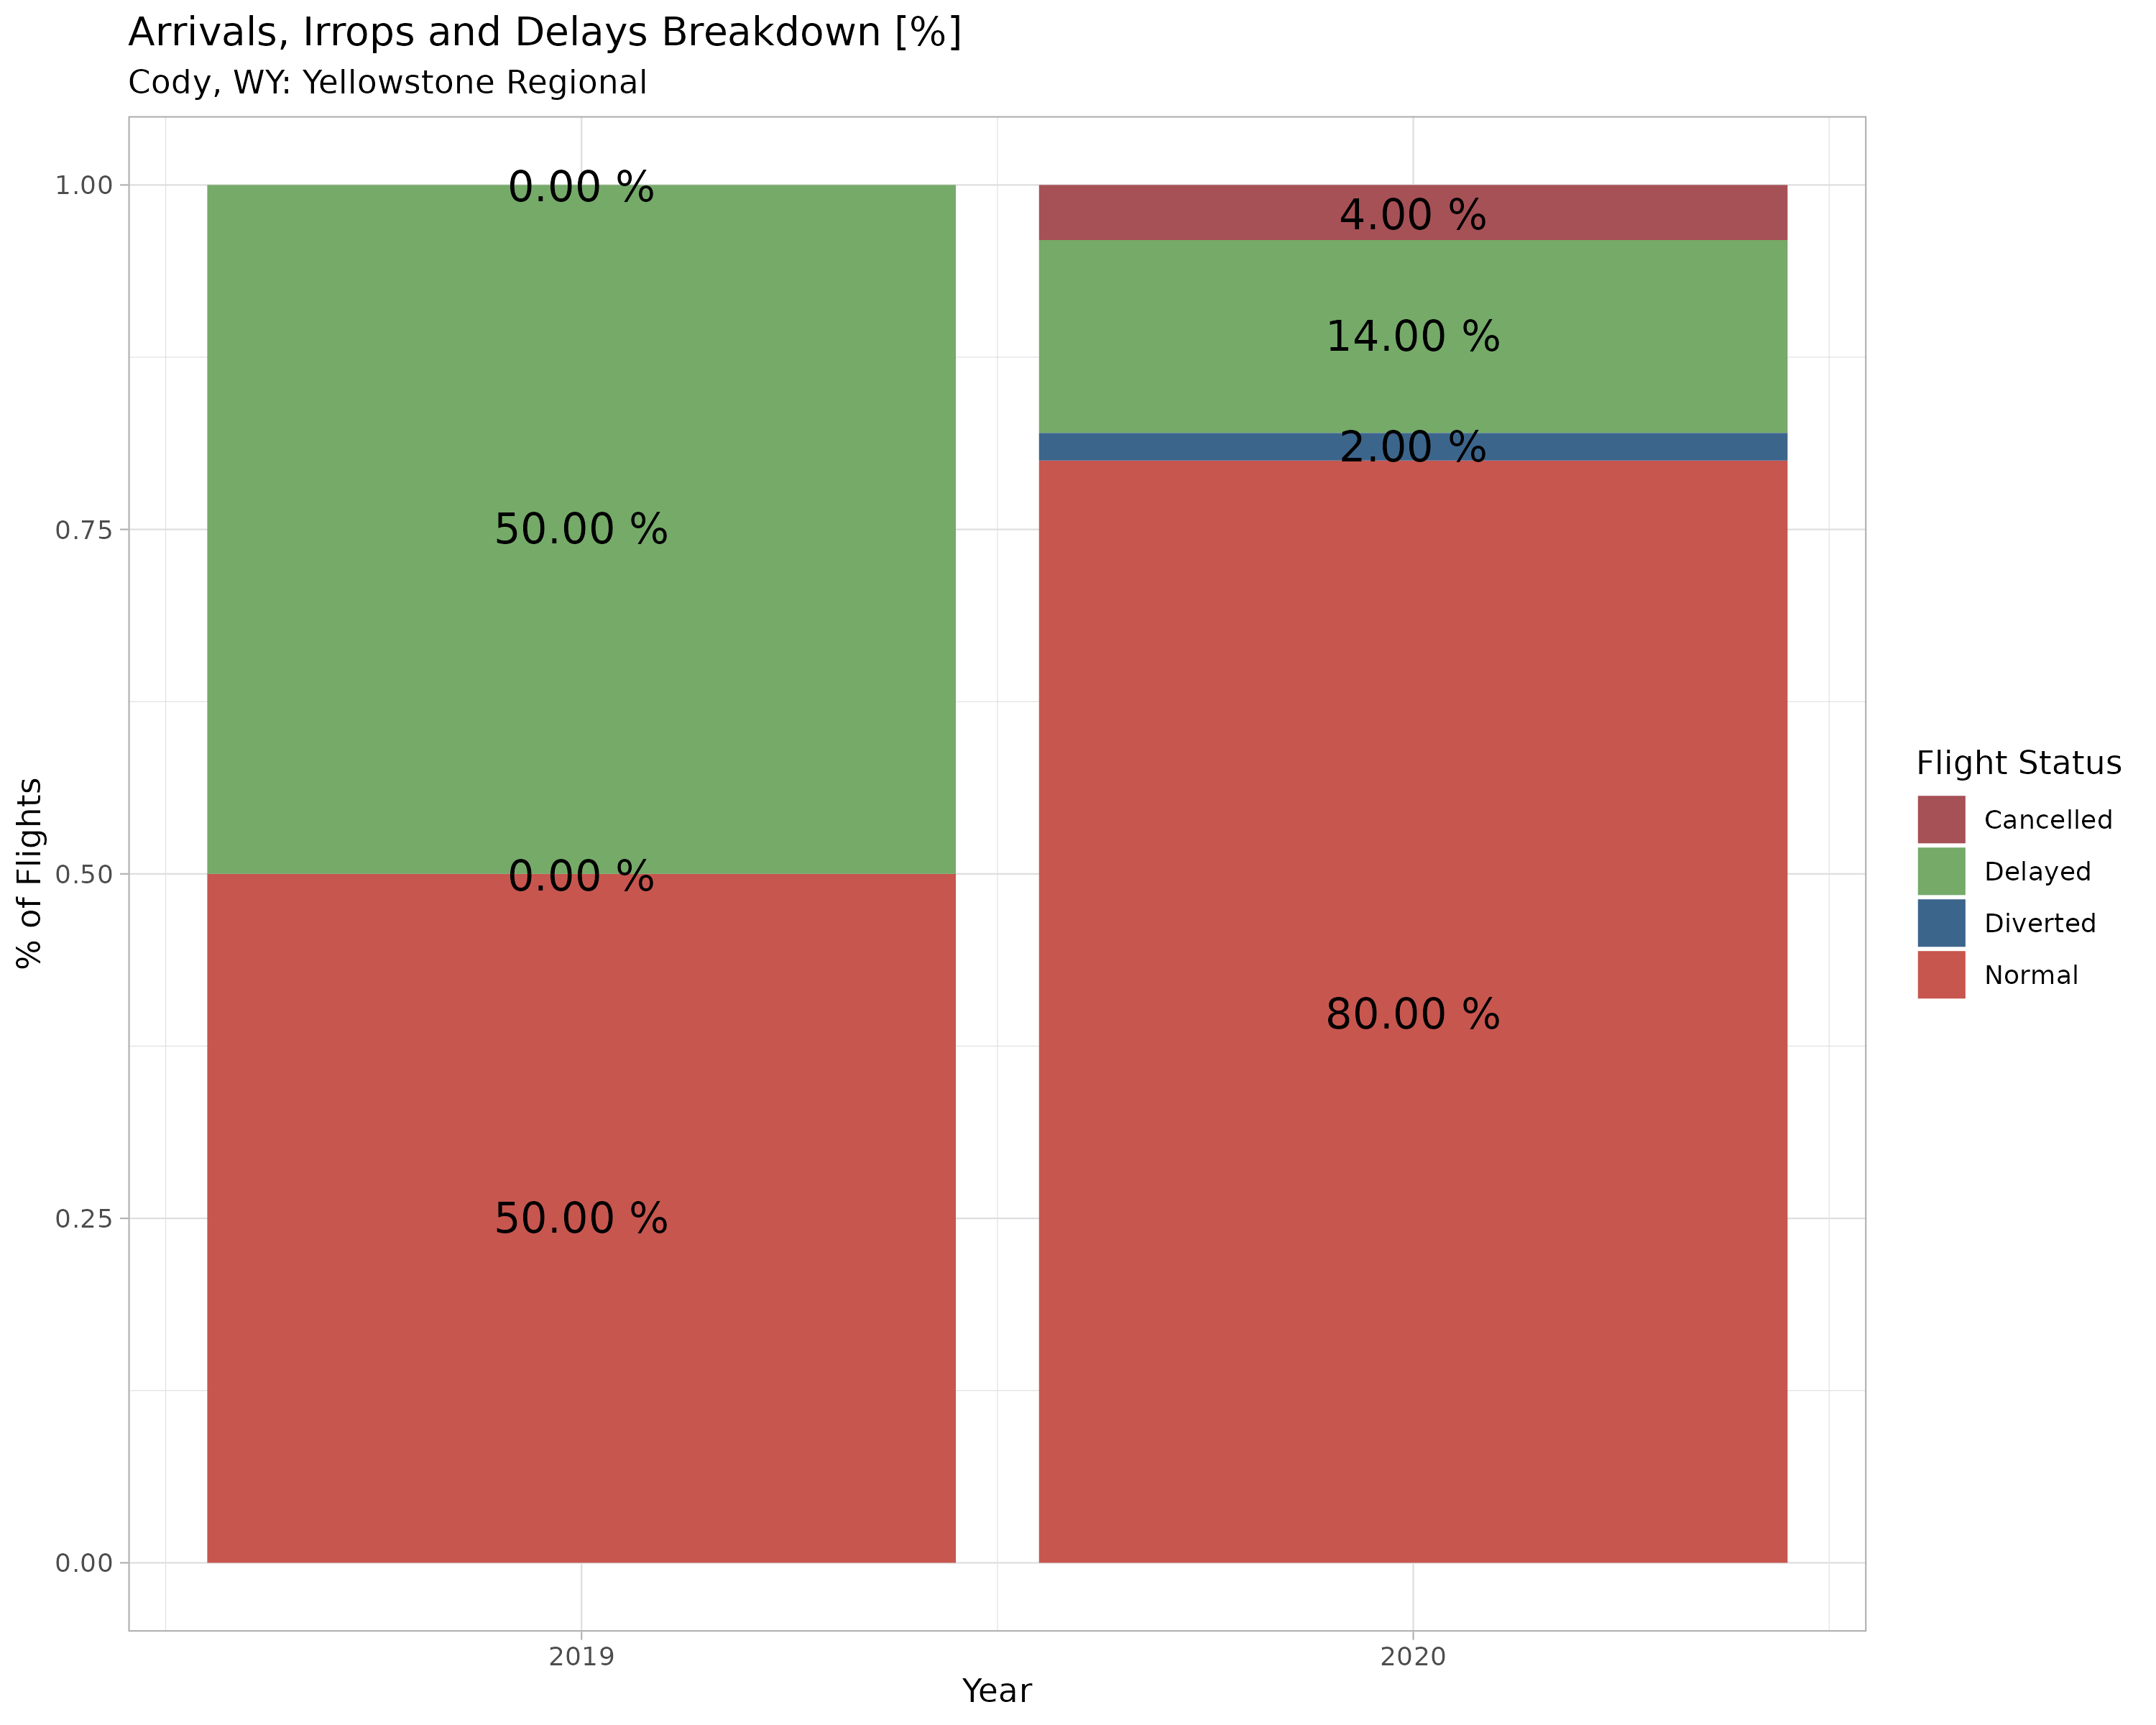 Arrivals, Irrops and Delays Breakdown [%]
Cody, WY: Yellowstone Regional
% of Flights
1.00
0.75
0.50
0.25
0.00
0.00 %
50.00 %
0.00 %
50.00 %
4.00 %
14.00 %
2.00 %
80.00 %
2019
2020
Year
Flight Status
Cancelled
Delayed
Diverted
Normal